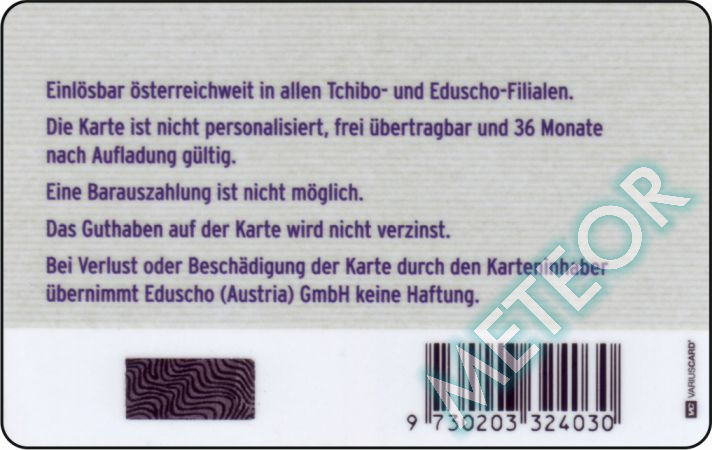 Einlösbar österreichweit in allen Tchibo- und Eduscho-Filialen.
Die Karte ist nicht personalisiert, frei übertragbar und 36 Monate
nach Aufladung gültig.
Eine Barauszahlung ist nicht möglich.
Das Guthaben auf der Karte wird nicht verzinst.
Bei Verlust oder Beschädigung der Karte durch den Karteninhaber
übernimmt Eduscho (Austria) GmbH keine Haftung.
METEOR
VC VARIUSCARD®
9 730203 324030